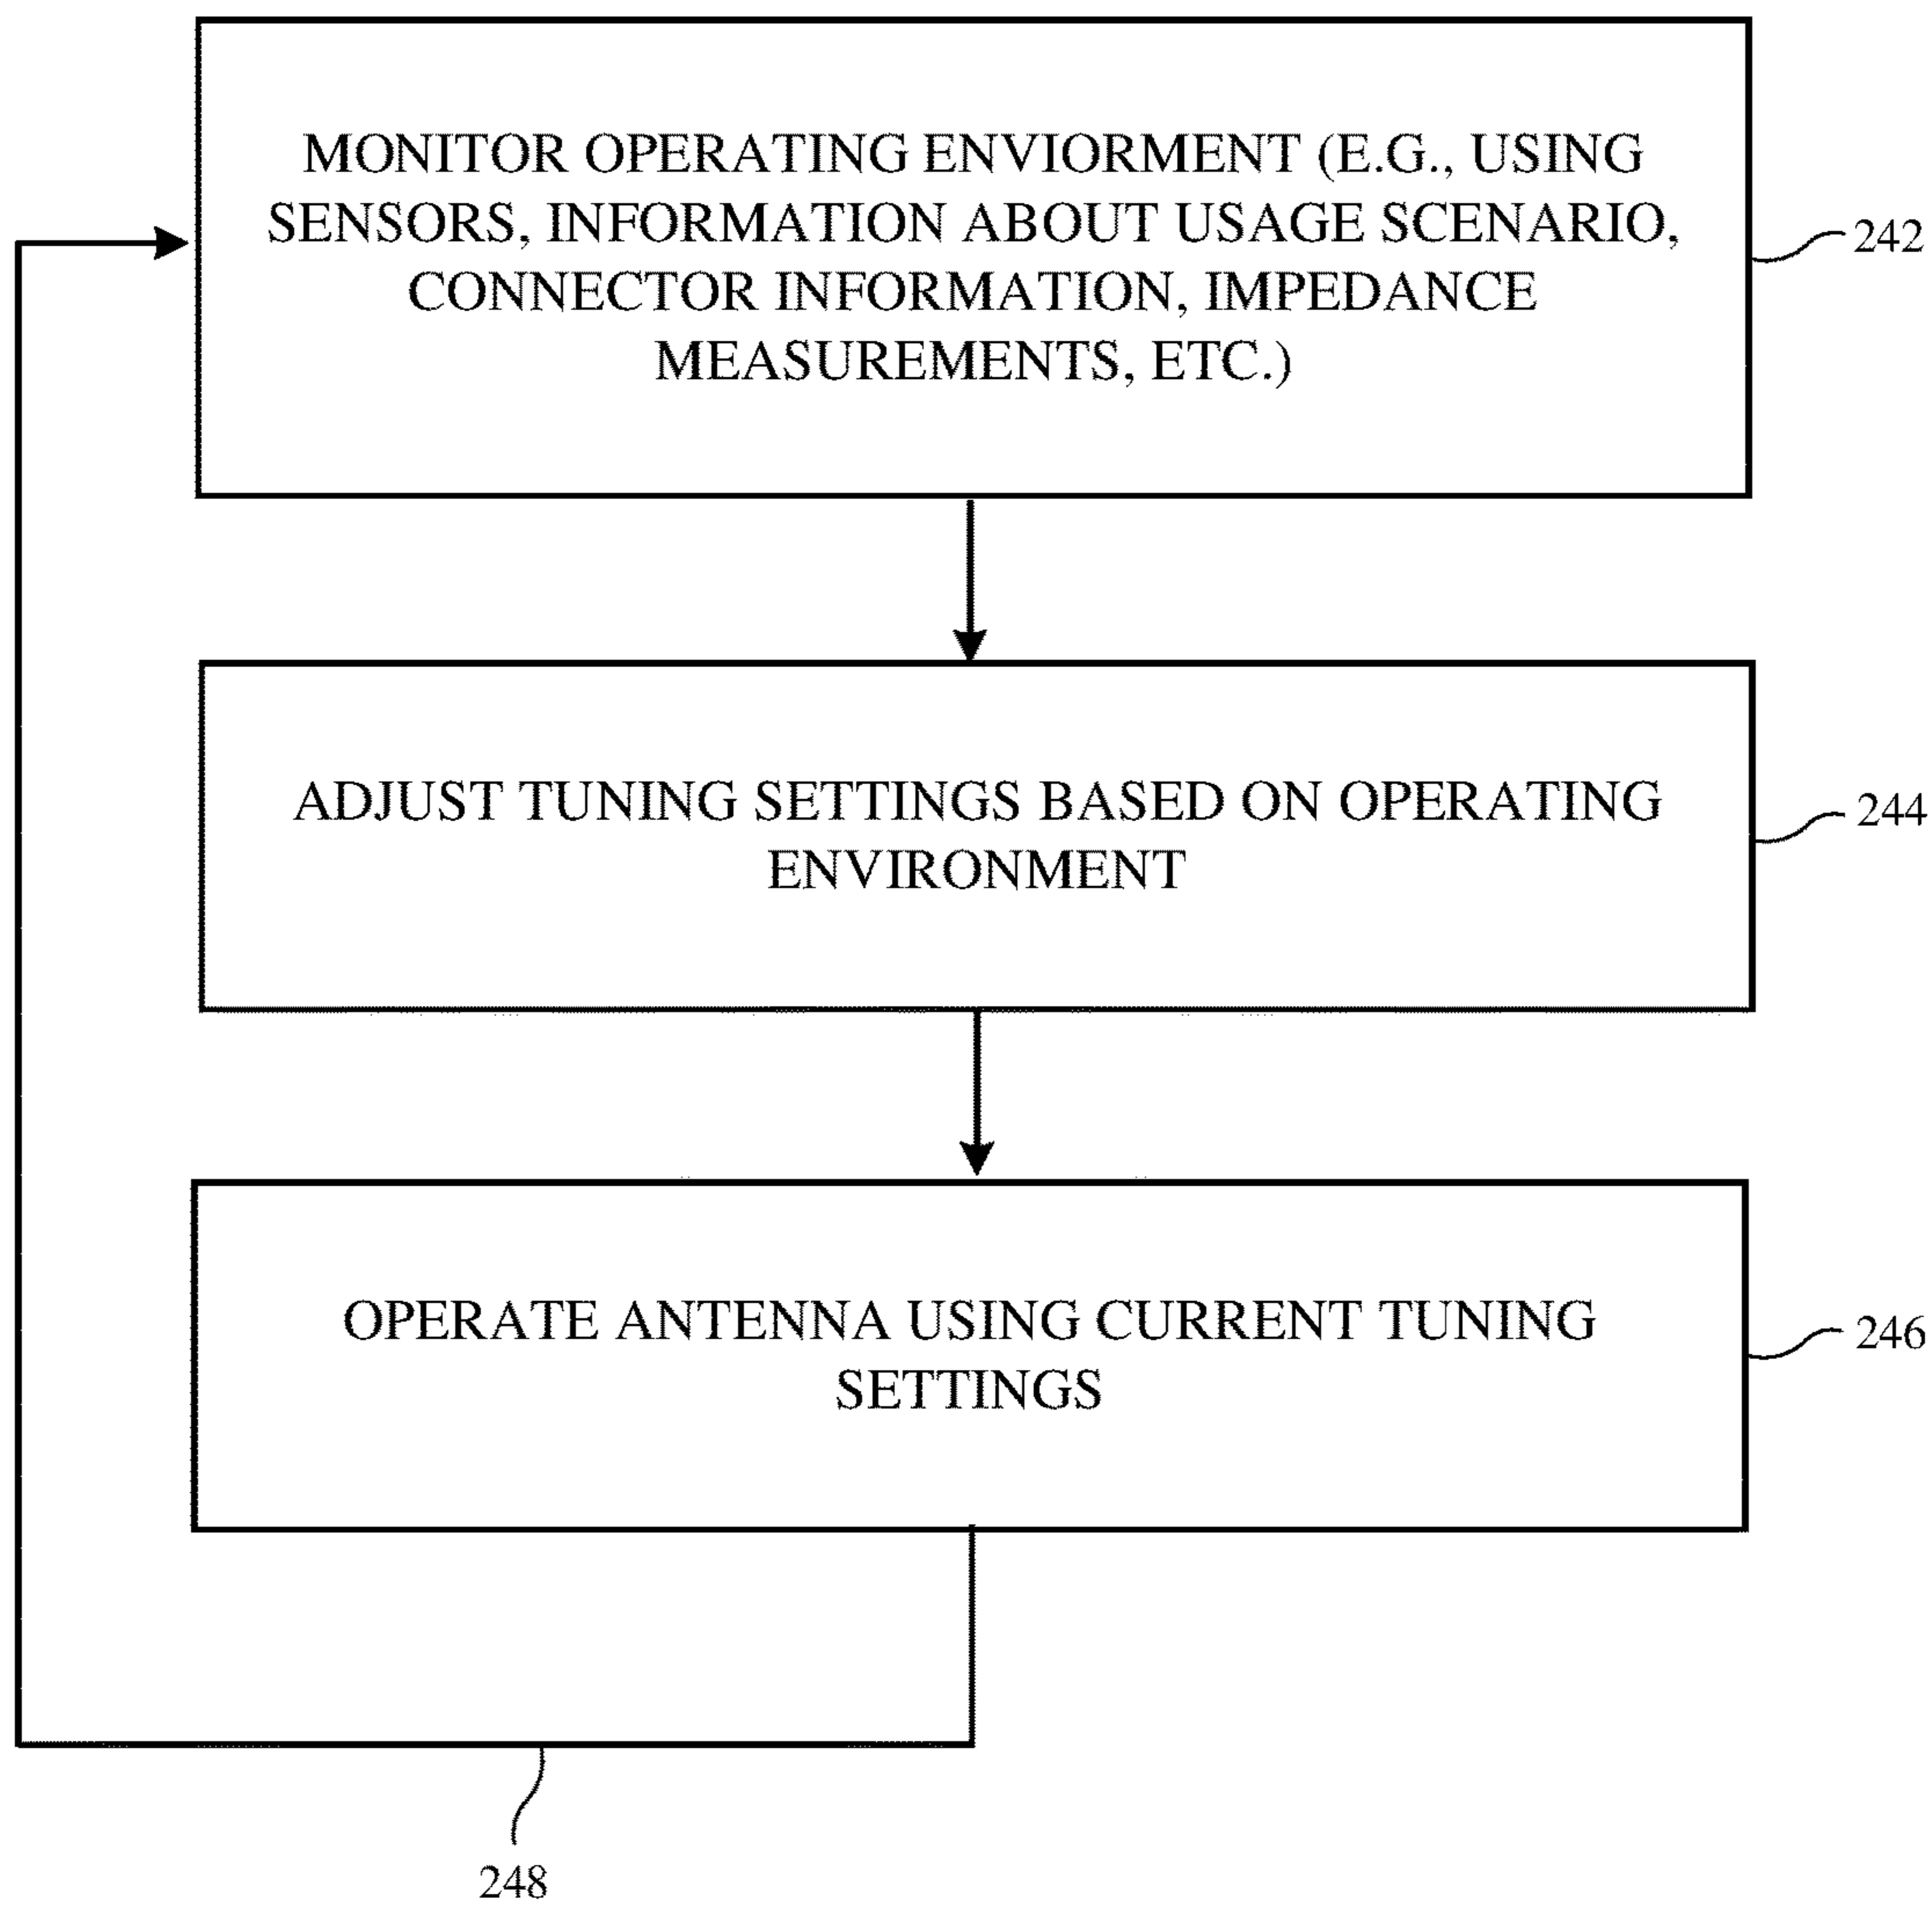 MONITOR OPERATING ENVIORMENT (E.G., USING
SENSORS, INFORMATION ABOUT USAGE SCENARIO,
CONNECTOR INFORMATION, IMPEDANCE
MEASUREMENTS, ETC.)
242
ADJUST TUNING SETTINGS BASED ON OPERATING
ENVIRONMENT
244
OPERATE ANTENNA USING CURRENT TUNING
SETTINGS
246
248